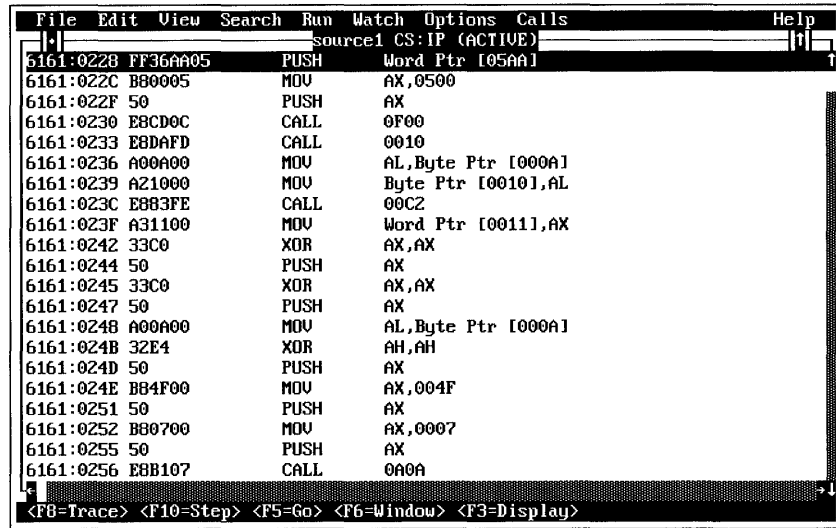 File Edit View Search Run Watch Options Calls Help
source1 CS:IP (ACTIVE)
6161:0228 FF36AA05 PUSH Word Ptr [05AA]
6161:022C B80005 MOV AX,0500
6161:022F 50 PUSH AX
6161:0230 E8CD0C CALL 0F00
6161:0233 E8DAFD CALL 0010
6161:0236 A00A00 MOV AL,Byte Ptr [000A]
6161:0239 A21000 MOV Byte Ptr [0010],AL
6161:023C E883FE CALL 00C2
6161:023F A31100 MOV Word Ptr [0011],AX
6161:0242 33C0 XOR AX,AX
6161:0244 50 PUSH AX
6161:0245 33C0 XOR AX,AX
6161:0247 50 PUSH AX
6161:0248 A00A00 MOV AL,Byte Ptr [000A]
6161:024B 32E4 XOR AH,AH
6161:024D 50 PUSH AX
6161:024E B84F00 MOV AX,004F
6161:0251 50 PUSH AX
6161:0252 B80700 MOV AX,0007
6161:0255 50 PUSH AX
6161:0256 E8B107 CALL 0A0A
<F8=Trace> <F10=Step> <F5=Go> <F6=Window> <F3=Display>